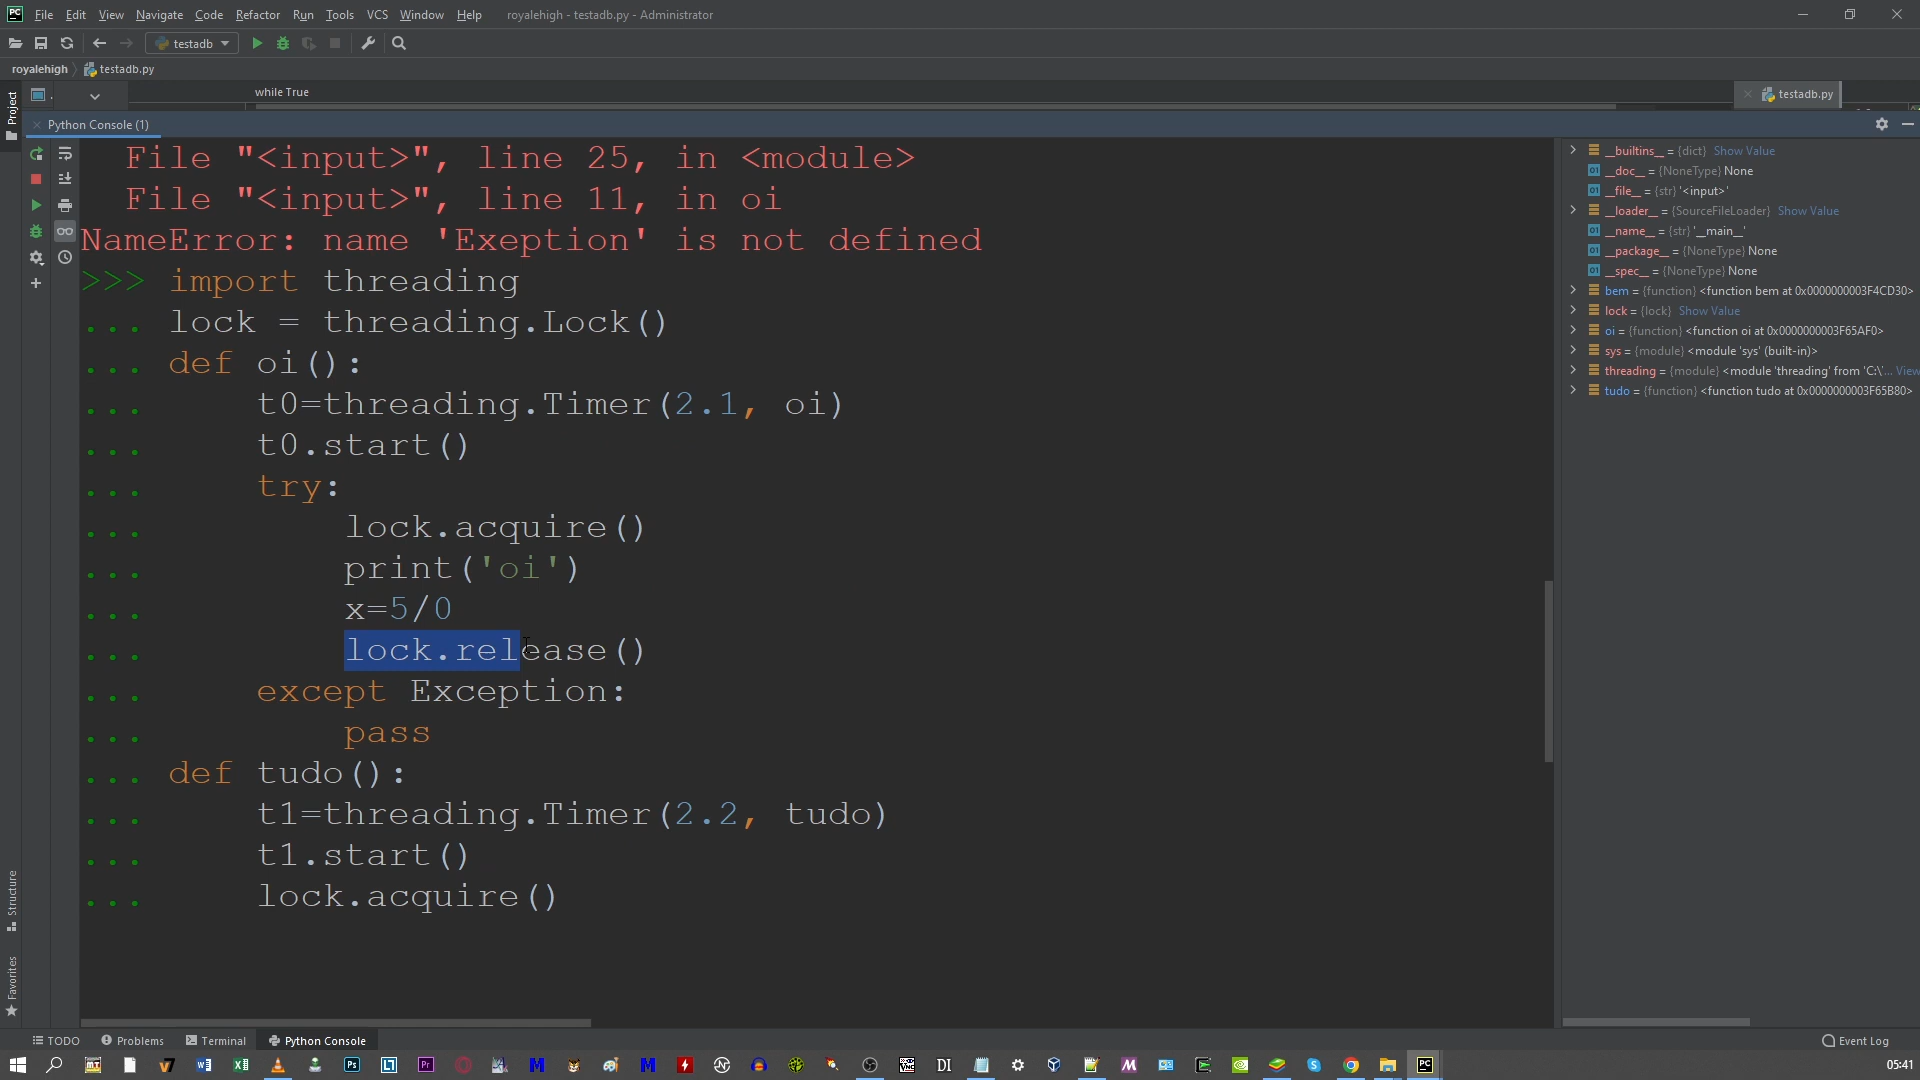 File Edit View Navigate Code Refactor Run Tools VCS Window Help royalehigh - testadb.py - Administrator
testadb
royalehigh testadb.py
while True
testadb.py
Project
Python Console (1)
File "<input>", line 25, in <module>
File "<input>", line 11, in oi
NameError: name 'Exeption' is not defined
>>> import threading
... lock = threading.Lock()
... def oi():
...     t0=threading.Timer(2.1, oi)
...     t0.start()
...     try:
...         lock.acquire()
...         print('oi')
...         x=5/0
...         lock.release()
...     except Exception:
...         pass
... def tudo():
...     t1=threading.Timer(2.2, tudo)
...     t1.start()
...     lock.acquire()
__builtins__ = {dict} Show Value
__doc__ = {NoneType} None
__file__ = {str} '<input>'
__loader__ = {SourceFileLoader} Show Value
__name__ = {str} '__main__'
__package__ = {NoneType} None
__spec__ = {NoneType} None
bem = {function} <function bem at 0x0000000003F4CD30>
lock = {lock} Show Value
oi = {function} <function oi at 0x0000000003F65AF0>
sys = {module} <module 'sys' (built-in)>
threading = {module} <module 'threading' from 'C:\'... View
tudo = {function} <function tudo at 0x0000000003F65B80>
Structure
Favorites
TODO Problems Terminal Python Console Event Log
05:41